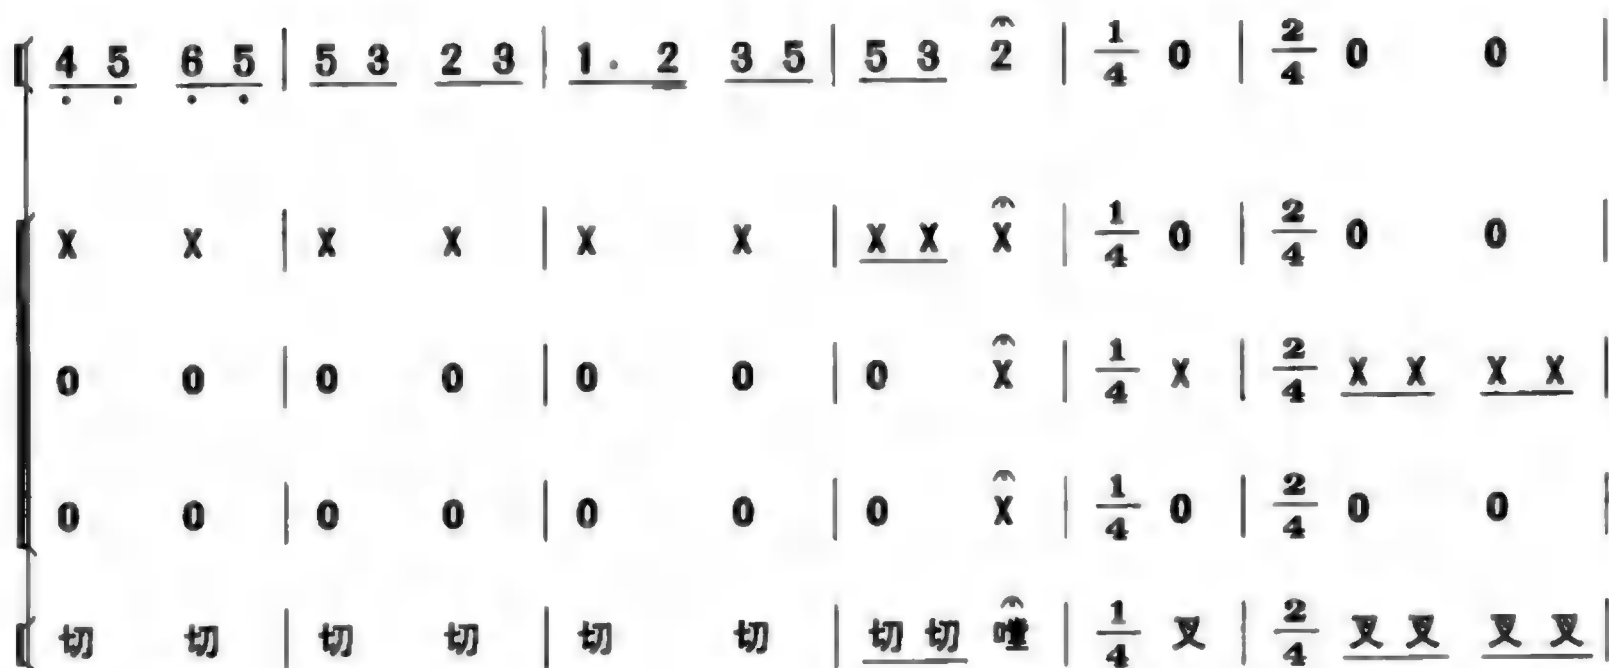 4 5 6 5 | 5 3 2 3 | 1 . 2 3 5 | 5 3 2 | 1/4 0 | 2/4 0 0 |
X X | X X | X X | X X X | 1/4 0 | 2/4 0 0 |
0 0 | 0 0 | 0 0 | 0 X | 1/4 X | 2/4 X X X X |
0 0 | 0 0 | 0 0 | 0 X | 1/4 0 | 2/4 0 0 |
切 切 | 切 切 | 切 切 | 切 切 | 1/4 叉 | 2/4 叉 叉 叉 叉 |